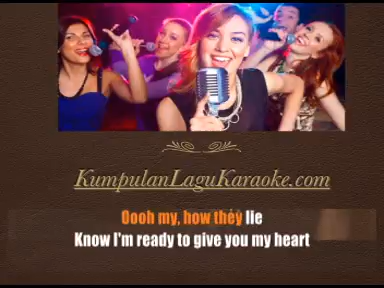 KumpulanLaguKaraoke.com
Oooh my, how they lie
Know I'm ready to give you my heart